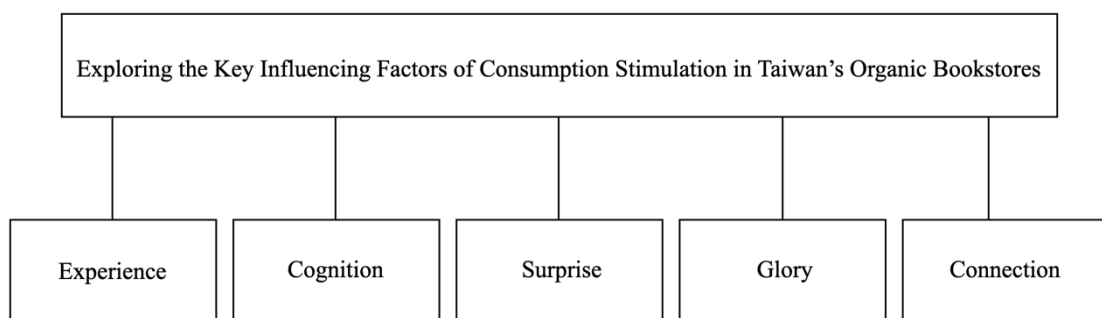 Exploring the Key Influencing Factors of Consumption Stimulation in Taiwan’s Organic Bookstores
Experience
Cognition
Surprise
Glory
Connection